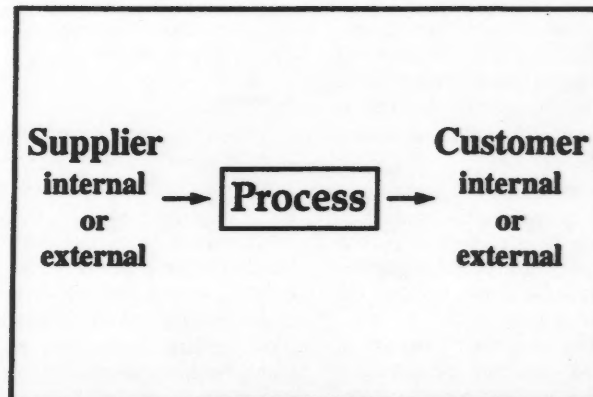 Supplier
internal
or
external
Process
Customer
internal
or
external